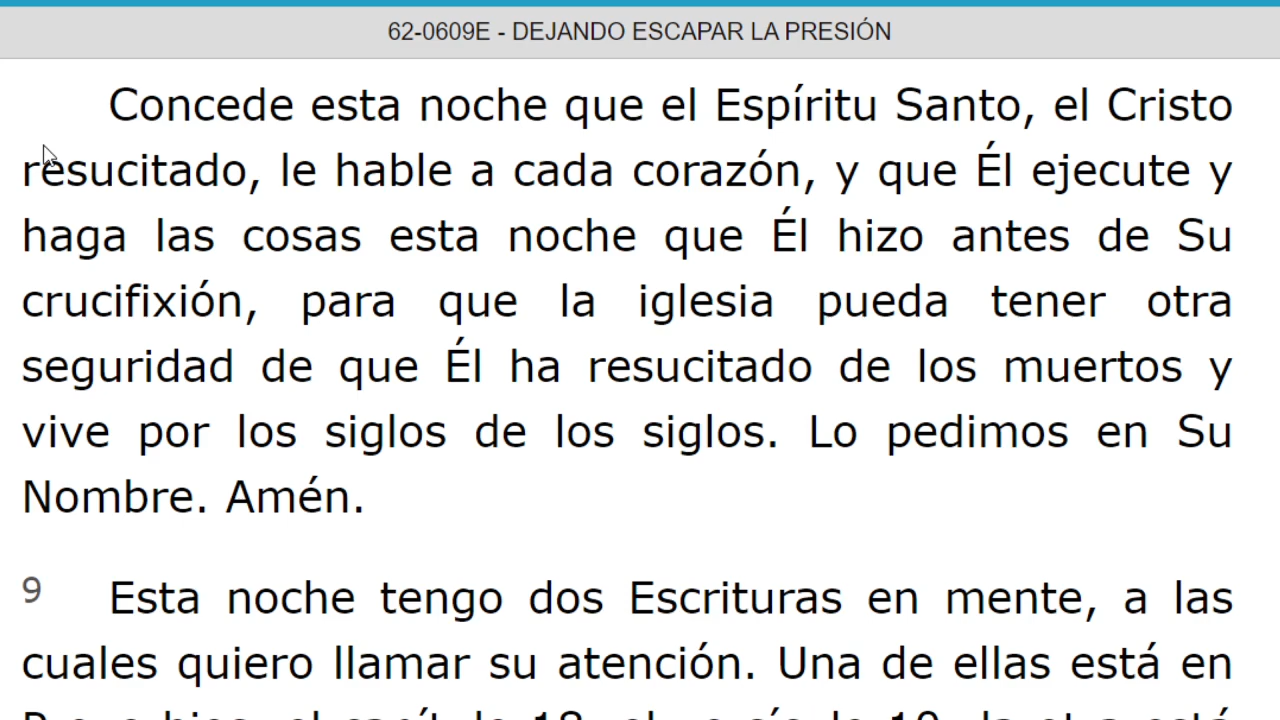 62-0609E - DEJANDO ESCAPAR LA PRESIÓN
Concede esta noche que el Espíritu Santo, el Cristo
resucitado, le hable a cada corazón, y que Él ejecute y
haga las cosas esta noche que Él hizo antes de Su
crucifixión, para que la iglesia pueda tener otra
seguridad de que Él ha resucitado de los muertos y
vive por los siglos de los siglos. Lo pedimos en Su
Nombre. Amén.
9 Esta noche tengo dos Escrituras en mente, a las
cuales quiero llamar su atención. Una de ellas está en